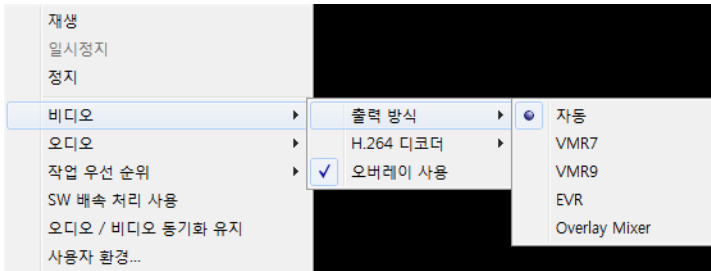 재생
일시정지
정지
비디오
오디오
작업 우선 순위
SW 배속 처리 사용
오디오 / 비디오 동기화 유지
사용자 환경...
출력 방식
H.264 디코더
오버레이 사용
자동
VMR7
VMR9
EVR
Overlay Mixer